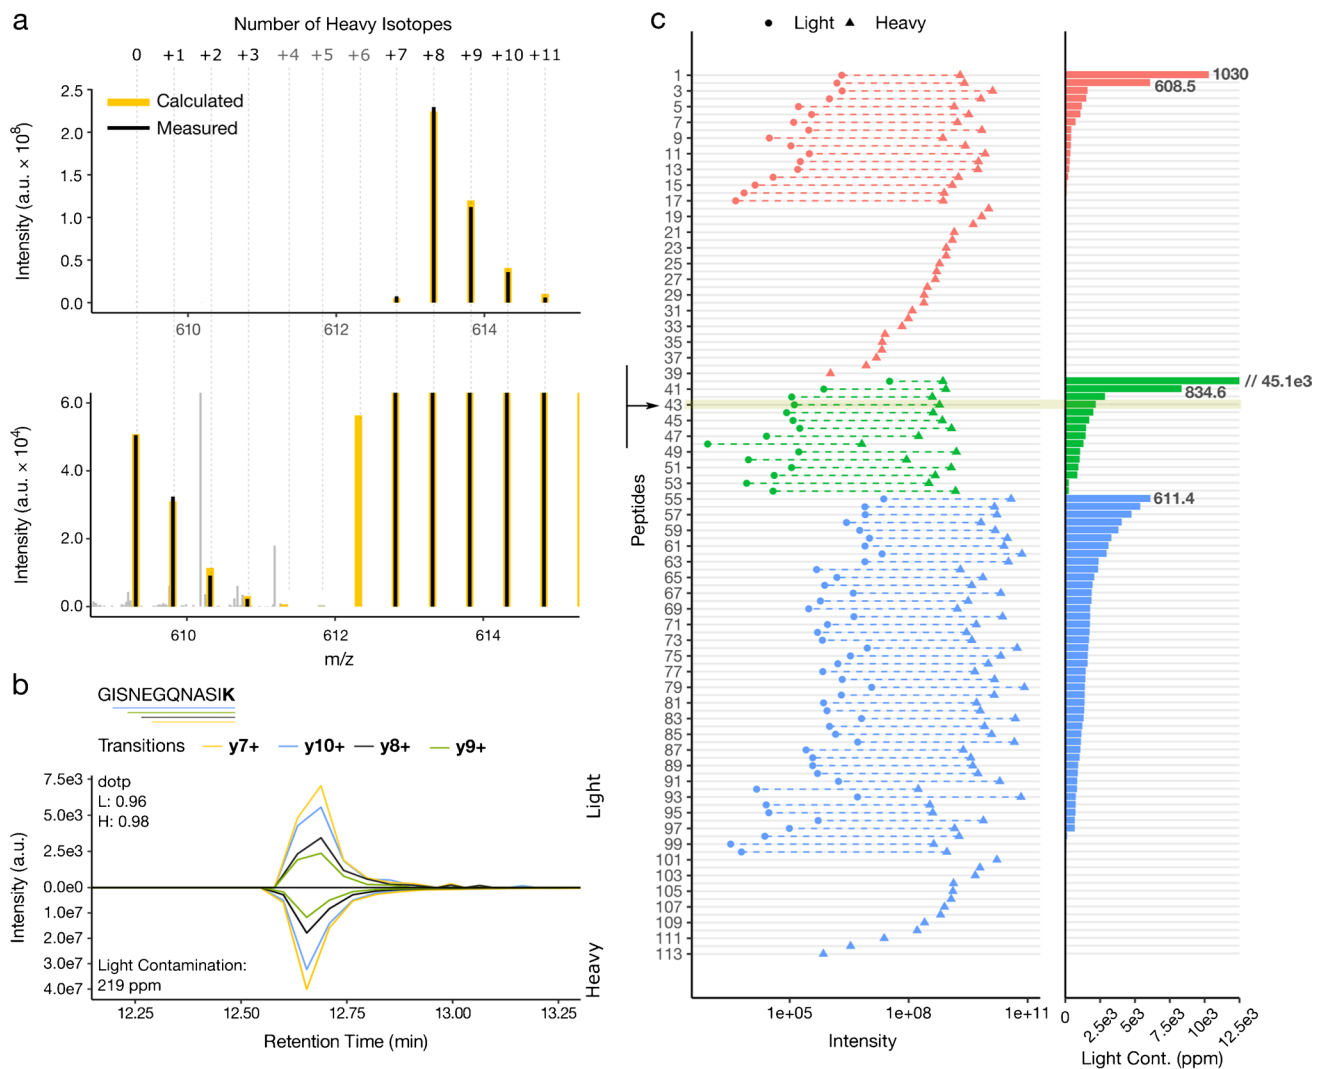 a
Number of Heavy Isotopes
0 +1 +2 +3 +4 +5 +6 +7 +8 +9 +10 +11
Calculated
Measured
Intensity (a.u. × 10⁸)
2.5
2.0
1.5
1.0
0.5
0.0
610 612 614
Intensity (a.u. × 10⁴)
6.0
4.0
2.0
0.0
610 612 614
m/z
b
GISNEGQNASIK
Transitions y7+ y10+ y8+ y9+
dotp
L: 0.96
H: 0.98
Light
Heavy
Intensity (a.u.)
7.5e3
5.0e3
2.5e3
0.0e0
1.0e7
2.0e7
3.0e7
4.0e7
Light Contamination:
219 ppm
12.25 12.50 12.75 13.00 13.25
Retention Time (min)
c
Light Heavy
Peptides
1
3
5
7
9
11
13
15
17
19
21
23
25
27
29
31
33
35
37
39
41
43
45
47
49
51
53
55
57
59
61
63
65
67
69
71
73
75
77
79
81
83
85
87
89
91
93
95
97
99
101
103
105
107
109
111
113
1e+05 1e+08 1e+11
Intensity
1030
608.5
// 45.1e3
834.6
611.4
0 2.5e3 5e3 7.5e3 10e3 12.5e3
Light Cont. (ppm)